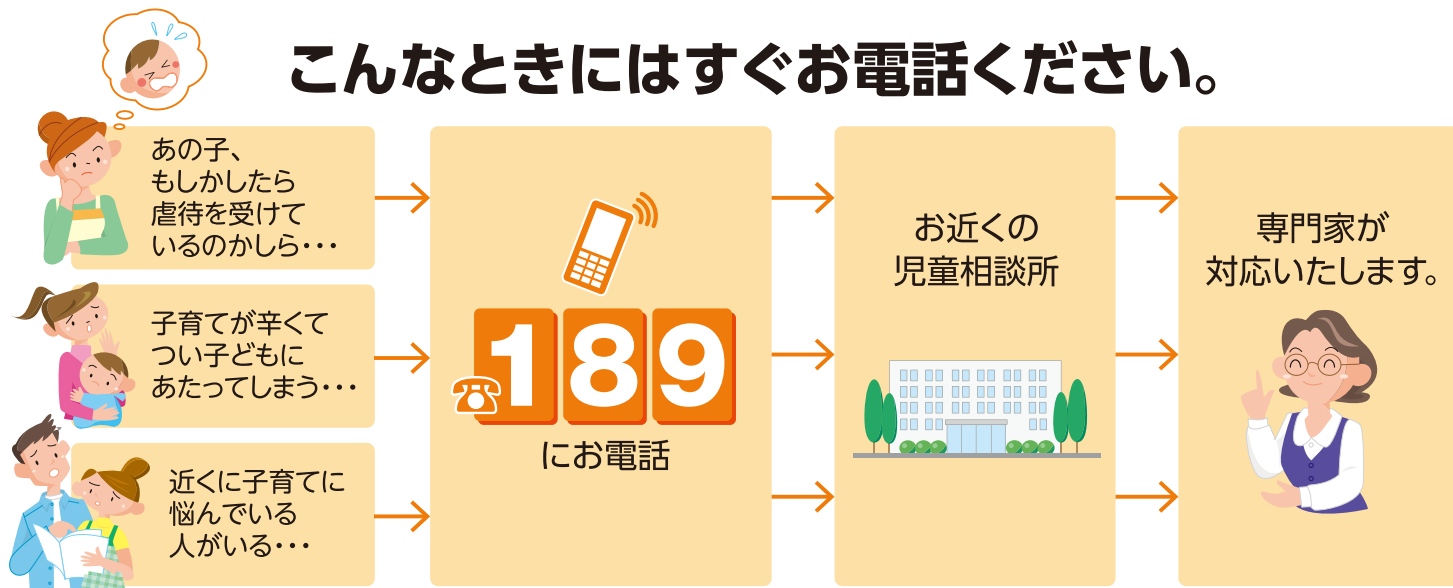 こんなときにはすぐお電話ください。
あの子、
もしかしたら
虐待を受けて
いるのかしら・・・
子育てが辛くて
つい子どもに
あたってしまう・・・
近くに子育てに
悩んでいる
人がいる・・・
189
にお電話
お近くの
児童相談所
専門家が
対応いたします。